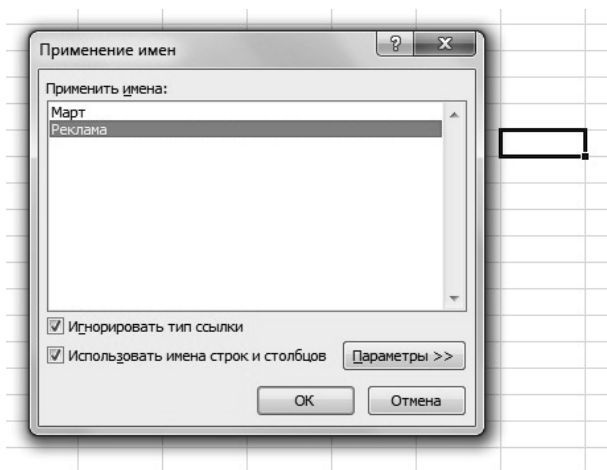 Применение имен
Применить имена:
Март
Реклама
Игнорировать тип ссылки
Использовать имена строк и столбцов
Параметры >>
ОК
Отмена